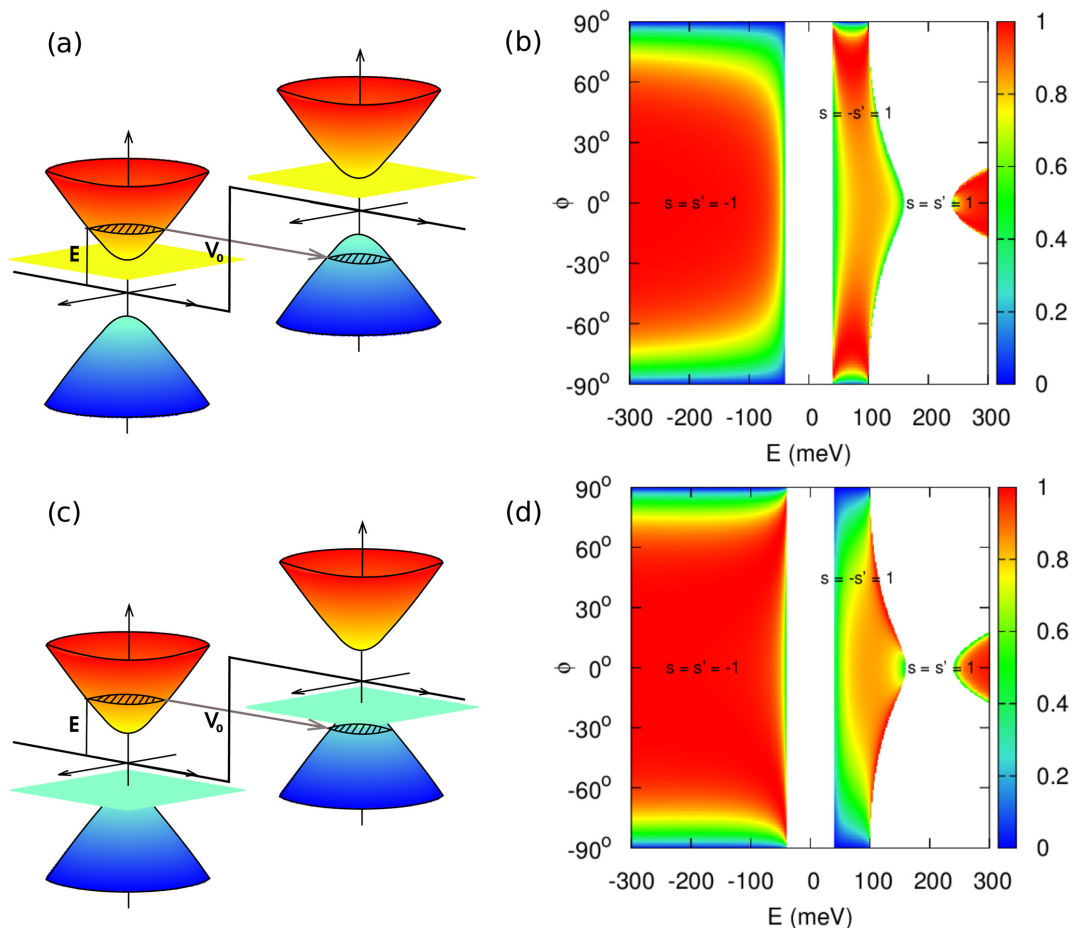 (a)
E
V₀
(b)
90°
60°
30°
0°
-30°
-60°
-90°
ϕ
s = s' = -1
s = -s' = 1
s = s' = 1
-300 -200 -100 0 100 200 300
E (meV)
1
0.8
0.6
0.4
0.2
0
(c)
E
V₀
(d)
90°
60°
30°
0°
-30°
-60°
-90°
ϕ
s = s' = -1
s = -s' = 1
s = s' = 1
-300 -200 -100 0 100 200 300
E (meV)
1
0.8
0.6
0.4
0.2
0